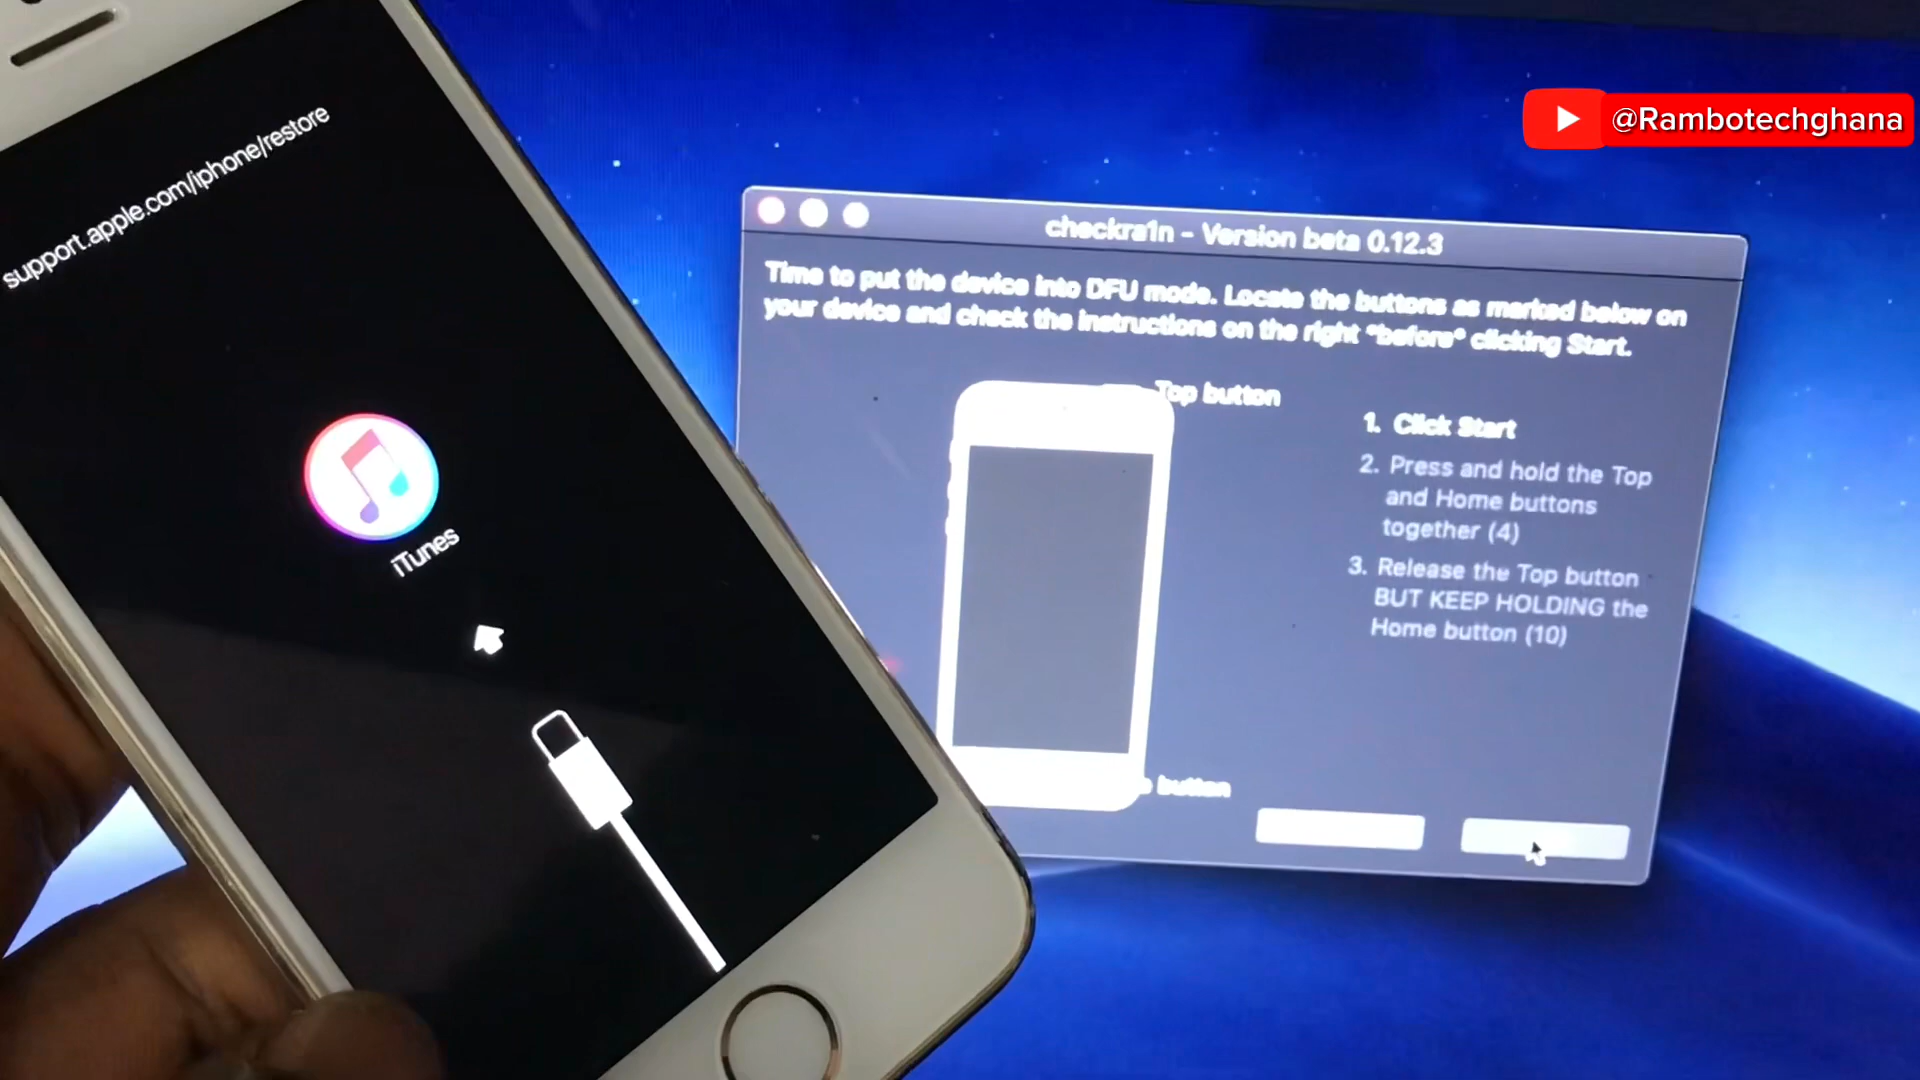 support.apple.com/iphone/restore
iTunes
@Rambotechghana
checkra1n - Version beta 0.12.3
Time to put the device into DFU mode. Locate the buttons as marked below on
your device and check the instructions on the right *before* clicking Start.
Top button
1. Click Start
2. Press and hold the Top
and Home buttons
together (4)
3. Release the Top button
BUT KEEP HOLDING the
Home button (10)
button